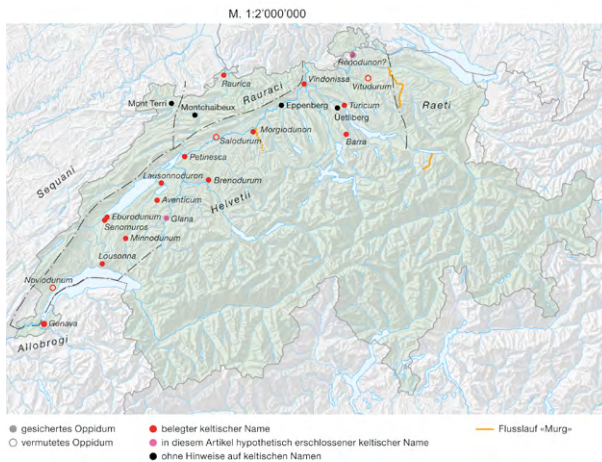 M. 1:2'000'000
Renodunon?
Raurica
Vindonissa
Vitudurum
Mont Terri
Montchaibeux
Rauraci
Eppenberg
Turicum
Uetliberg
Raeti
Morgiodunon
Salodurum
Barra
Petinesca
Sequani
Lausonnoduron
Brenodurum
Helvetii
Aventicum
Eburodunum
Glana
Senomuros
Minnodunum
Lousonna
Noviodunum
Genava
Allobrogi
gesichertes Oppidum
vermutetes Oppidum
belegter keltischer Name
in diesem Artikel hypothetisch erschlossener keltischer Name
ohne Hinweise auf keltischen Namen
Flusslauf «Murg»